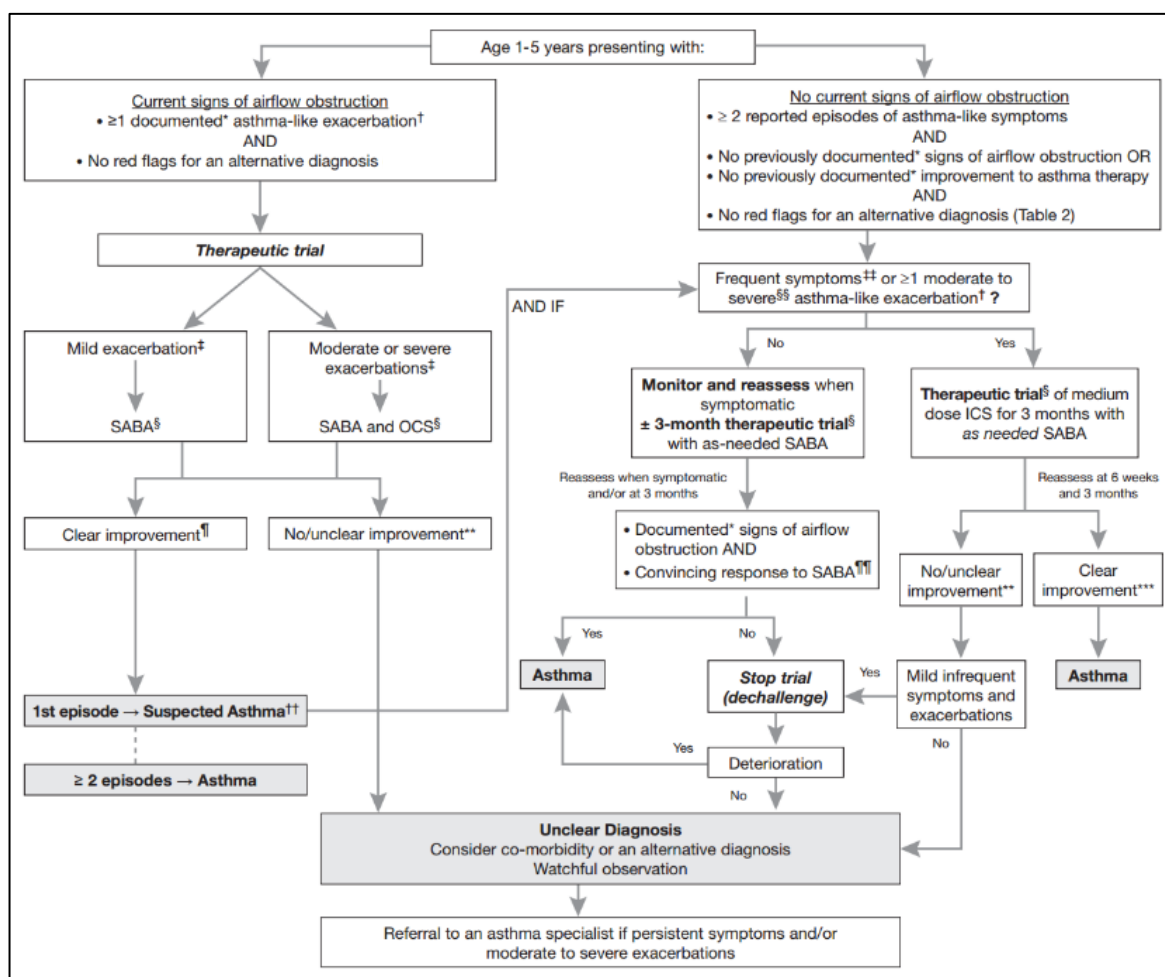 Age 1-5 years presenting with:
Current signs of airflow obstruction
• ≥1 documented* asthma-like exacerbation†
AND
• No red flags for an alternative diagnosis
No current signs of airflow obstruction
• ≥ 2 reported episodes of asthma-like symptoms
AND
• No previously documented* signs of airflow obstruction OR
• No previously documented* improvement to asthma therapy
AND
• No red flags for an alternative diagnosis (Table 2)
Therapeutic trial
Frequent symptoms‡‡ or ≥1 moderate to
severe§§ asthma-like exacerbation† ?
AND IF
Mild exacerbation‡
SABA§
Moderate or severe
exacerbations‡
SABA and OCS§
No
Yes
Monitor and reassess when
symptomatic
± 3-month therapeutic trial§
with as-needed SABA
Therapeutic trial§ of medium
dose ICS for 3 months with
as needed SABA
Reassess when symptomatic
and/or at 3 months
Reassess at 6 weeks
and 3 months
Clear improvement¶
No/unclear improvement**
• Documented* signs of airflow
obstruction AND
• Convincing response to SABA¶¶
No/unclear
improvement**
Clear
improvement***
Yes
No
Asthma
Stop trial
(dechallenge)
Yes
Mild infrequent
symptoms and
exacerbations
Asthma
1st episode → Suspected Asthma††
≥ 2 episodes → Asthma
Yes
Deterioration
No
No
Unclear Diagnosis
Consider co-morbidity or an alternative diagnosis
Watchful observation
Referral to an asthma specialist if persistent symptoms and/or
moderate to severe exacerbations